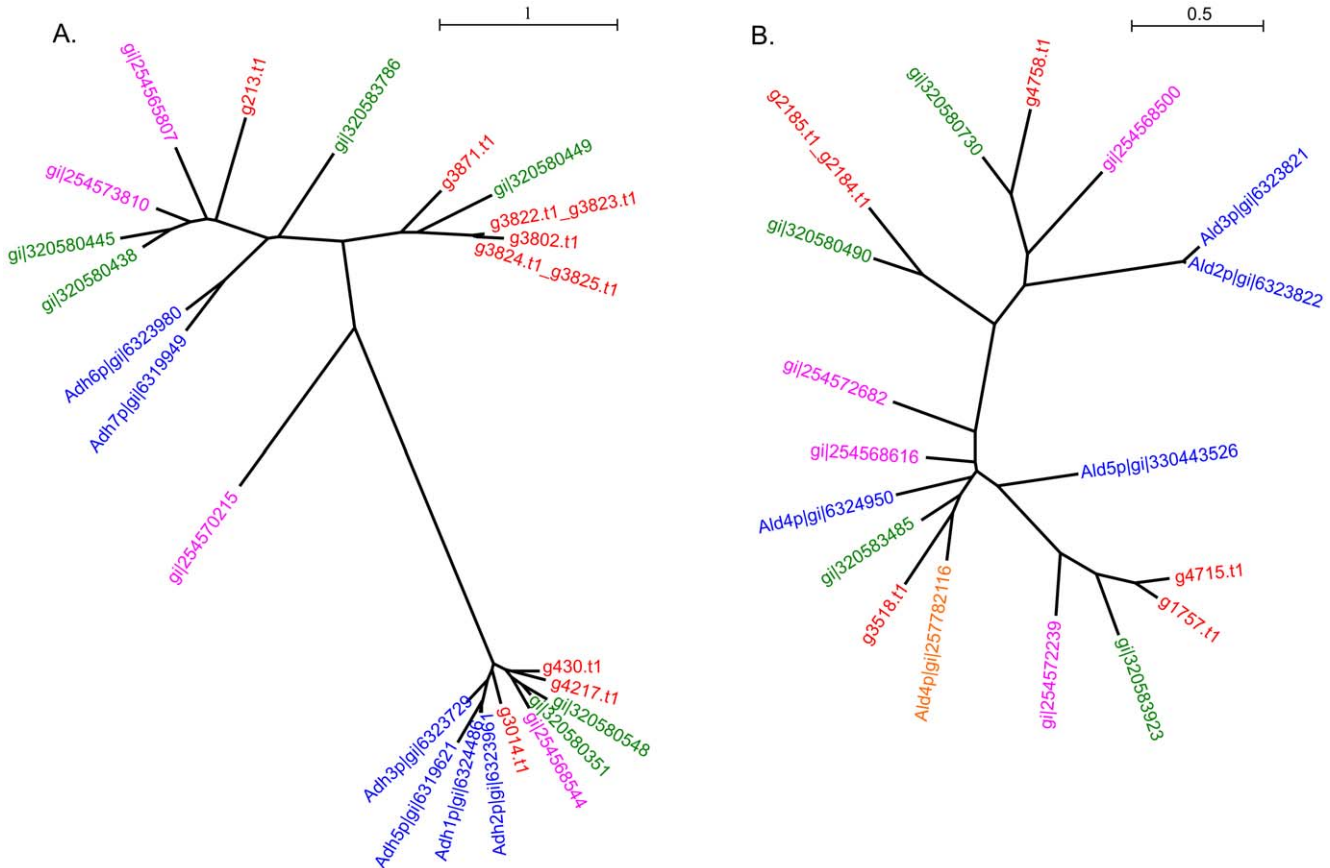 A.
1
gi|254565807
g213.t1
gi|320583786
g3871.t1
gi|320580449
gi|254573810
g3822.t1_g3823.t1
g3802.t1
gi|320580445
g3824.t1_g3825.t1
gi|320580438
Adh6p|gi|6323980
Adh7p|gi|6319949
gi|254570215
g430.t1
g4217.t1
gi|320580548
gi|320580351
gi|254568544
g3014.t1
Adh2p|gi|6323961
Adh1p|gi|6324486
Adh5p|gi|6319621
Adh3p|gi|6323729
B.
0.5
g4758.t1
gi|320580730
gi|254568500
g2185.t1_g2184.t1
Ald3p|gi|6323821
gi|320580490
Ald2p|gi|6323822
gi|254572682
gi|254568616
Ald5p|gi|330443526
Ald4p|gi|6324950
gi|320583485
g3518.t1
Ald4p|gi|257782116
g4715.t1
g1757.t1
gi|254572239
gi|320583923